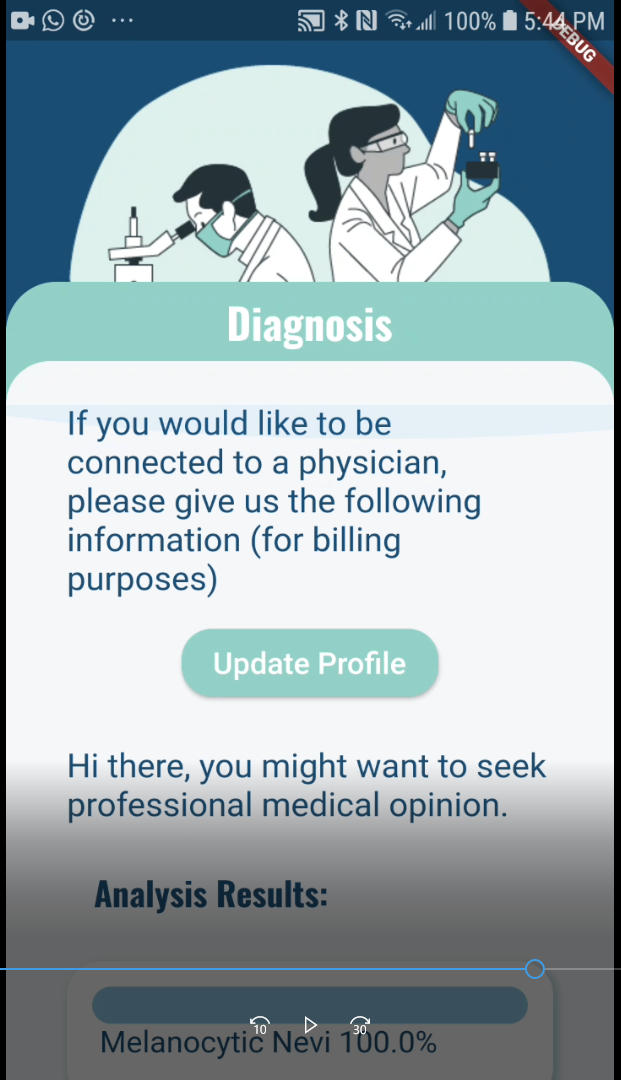 100% 5:44 PM
DEBUG
Diagnosis
If you would like to be
connected to a physician,
please give us the following
information (for billing
purposes)
Update Profile
Hi there, you might want to seek
professional medical opinion.
Analysis Results:
10
30
Melanocytic Nevi 100.0%